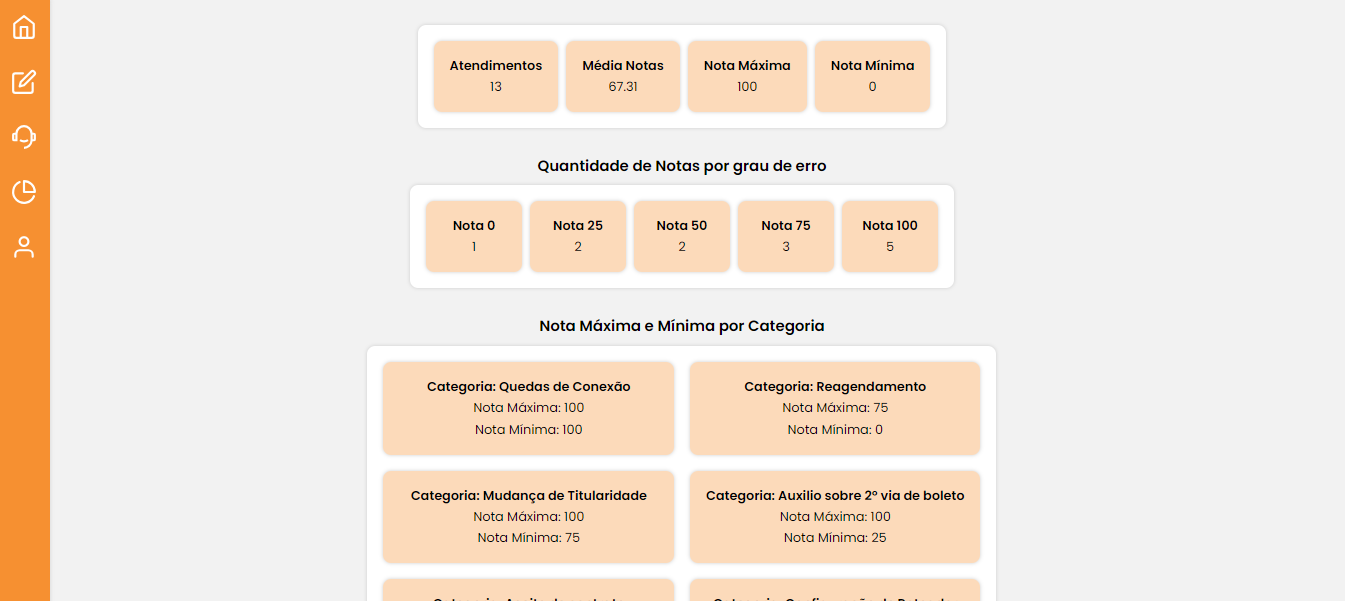 Atendimentos Média Notas Nota Máxima Nota Mínima
13 67.31 100 0
Quantidade de Notas por grau de erro
Nota 0 Nota 25 Nota 50 Nota 75 Nota 100
1 2 2 3 5
Nota Máxima e Mínima por Categoria
Categoria: Quedas de Conexão
Nota Máxima: 100
Nota Mínima: 100
Categoria: Reagendamento
Nota Máxima: 75
Nota Mínima: 0
Categoria: Mudança de Titularidade
Nota Máxima: 100
Nota Mínima: 75
Categoria: Auxilio sobre 2º via de boleto
Nota Máxima: 100
Nota Mínima: 25